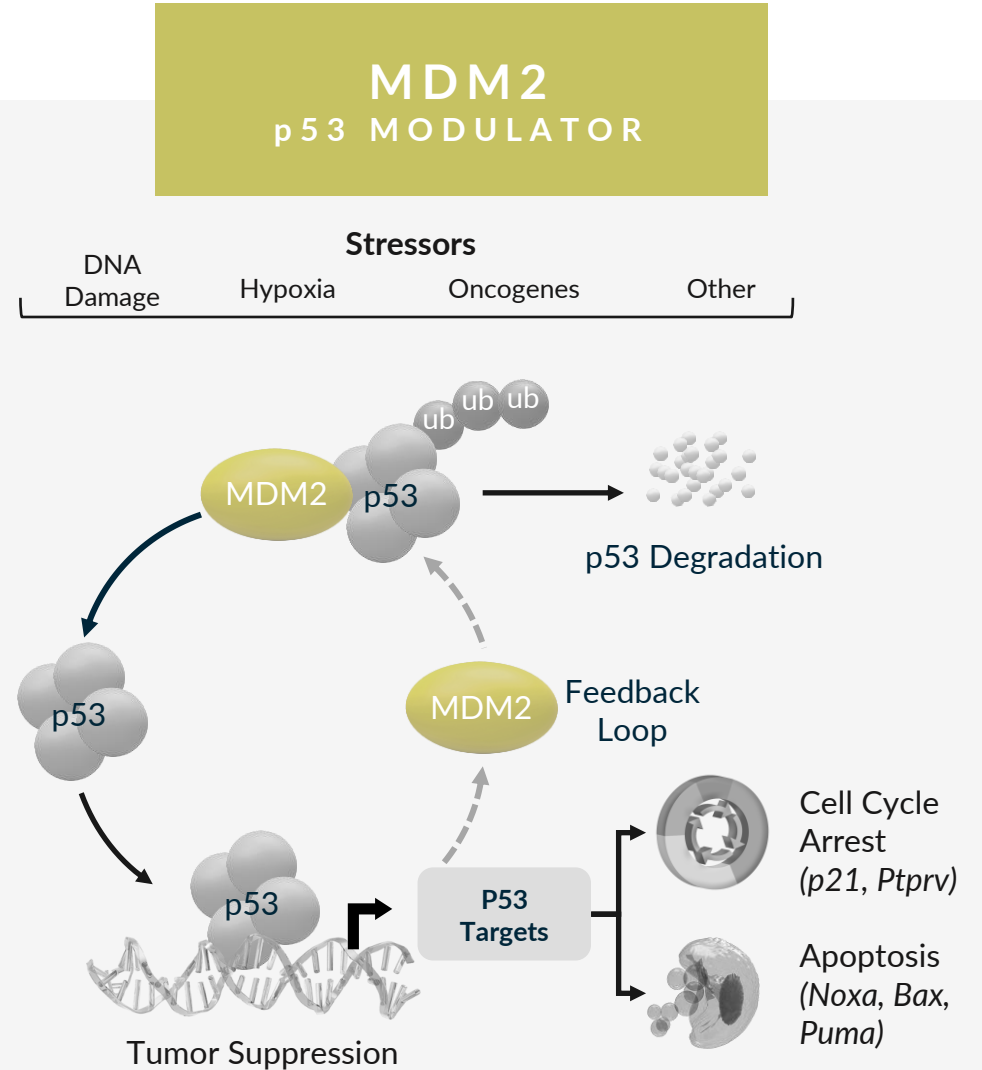 MDM2
p53 MODULATOR
Stressors
DNA
Damage
Hypoxia
Oncogenes
Other
ub
ub
ub
MDM2
p53
p53 Degradation
p53
MDM2
Feedback
Loop
p53
P53
Targets
Cell Cycle
Arrest
(p21, Ptprv)
Apoptosis
(Noxa, Bax,
Puma)
Tumor Suppression